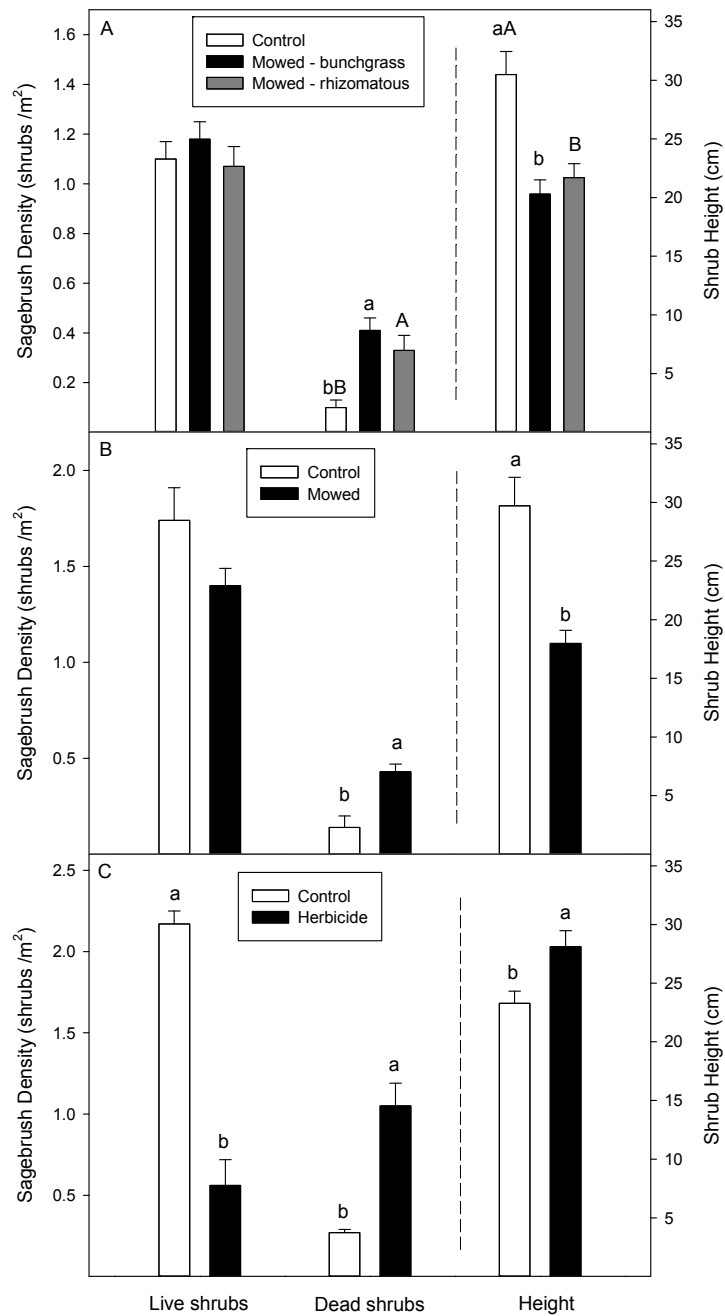 A
Control
Mowed - bunchgrass
Mowed - rhizomatous
Sagebrush Density (shrubs /m²)
1.6
1.4
1.2
1.0
0.8
0.6
0.4
0.2
bB
a
A
aA
b
B
35
30
25
20
15
10
5
Shrub Height (cm)
B
Control
Mowed
Sagebrush Density (shrubs /m²)
2.0
1.5
1.0
0.5
b
a
a
b
35
30
25
20
15
10
5
Shrub Height (cm)
C
Control
Herbicide
Sagebrush Density (shrubs /m²)
2.5
2.0
1.5
1.0
0.5
a
b
b
a
b
a
35
30
25
20
15
10
5
Shrub Height (cm)
Live shrubs Dead shrubs Height